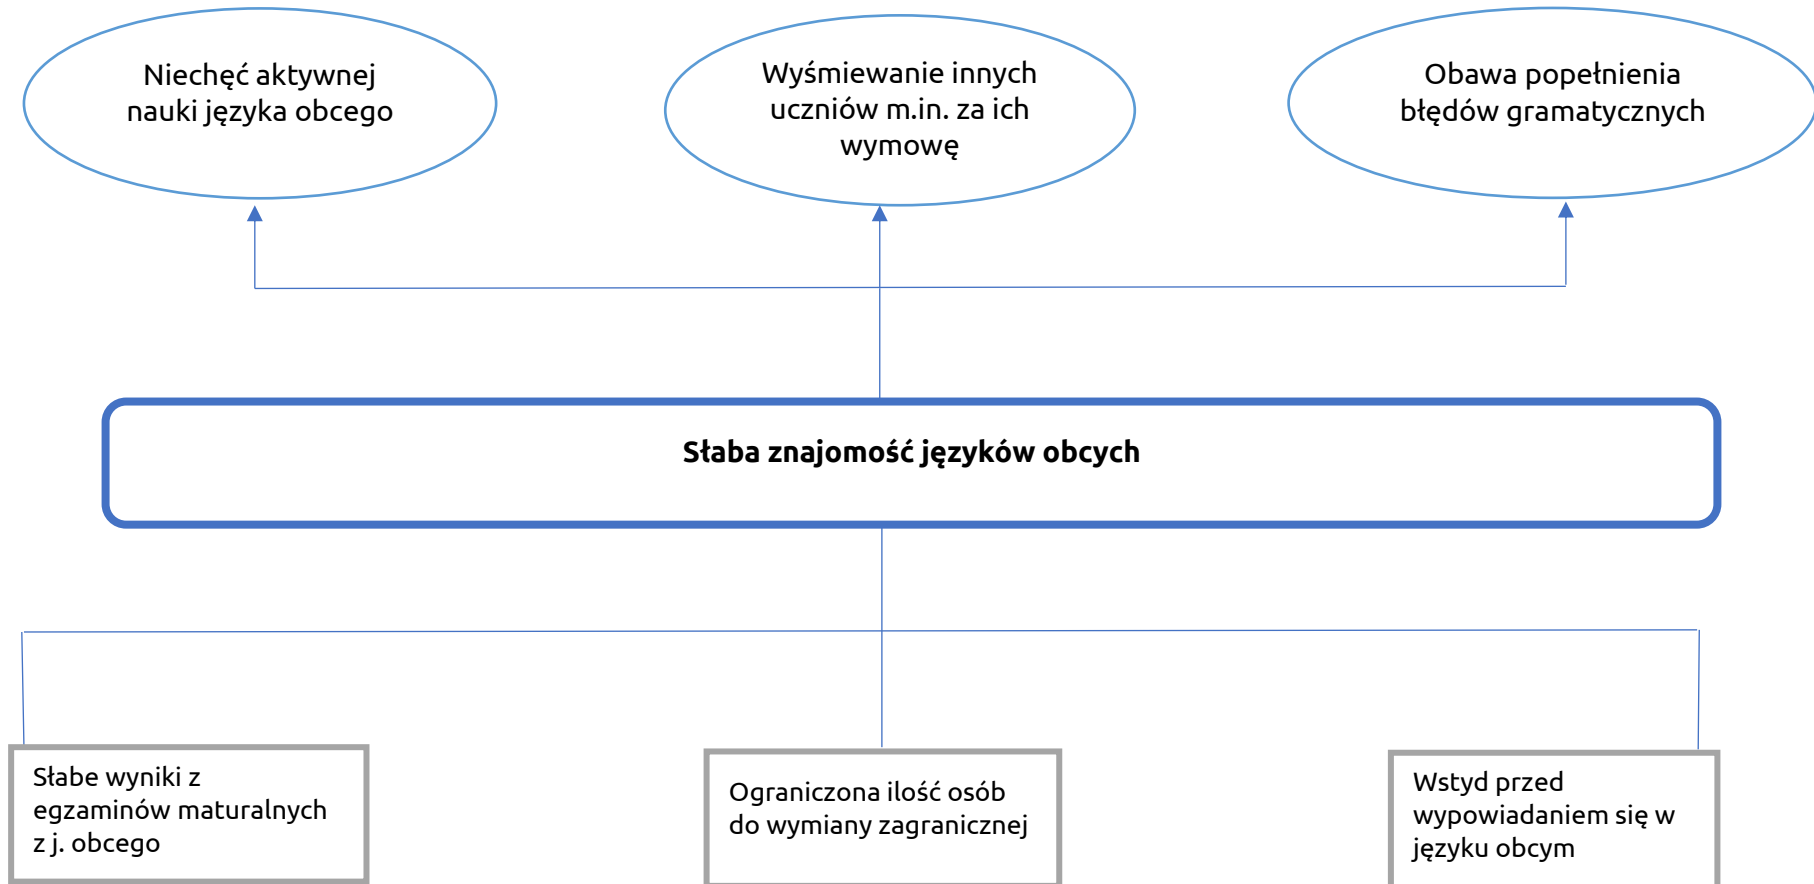 Niechęć aktywnej
nauki języka obcego
Wyśmiewanie innych
uczniów m.in. za ich
wymowę
Obawa popełnienia
błędów gramatycznych
Słaba znajomość języków obcych
Słabe wyniki z
egzaminów maturalnych
z j. obcego
Ograniczona ilość osób
do wymiany zagranicznej
Wstyd przed
wypowiadaniem się w
języku obcym